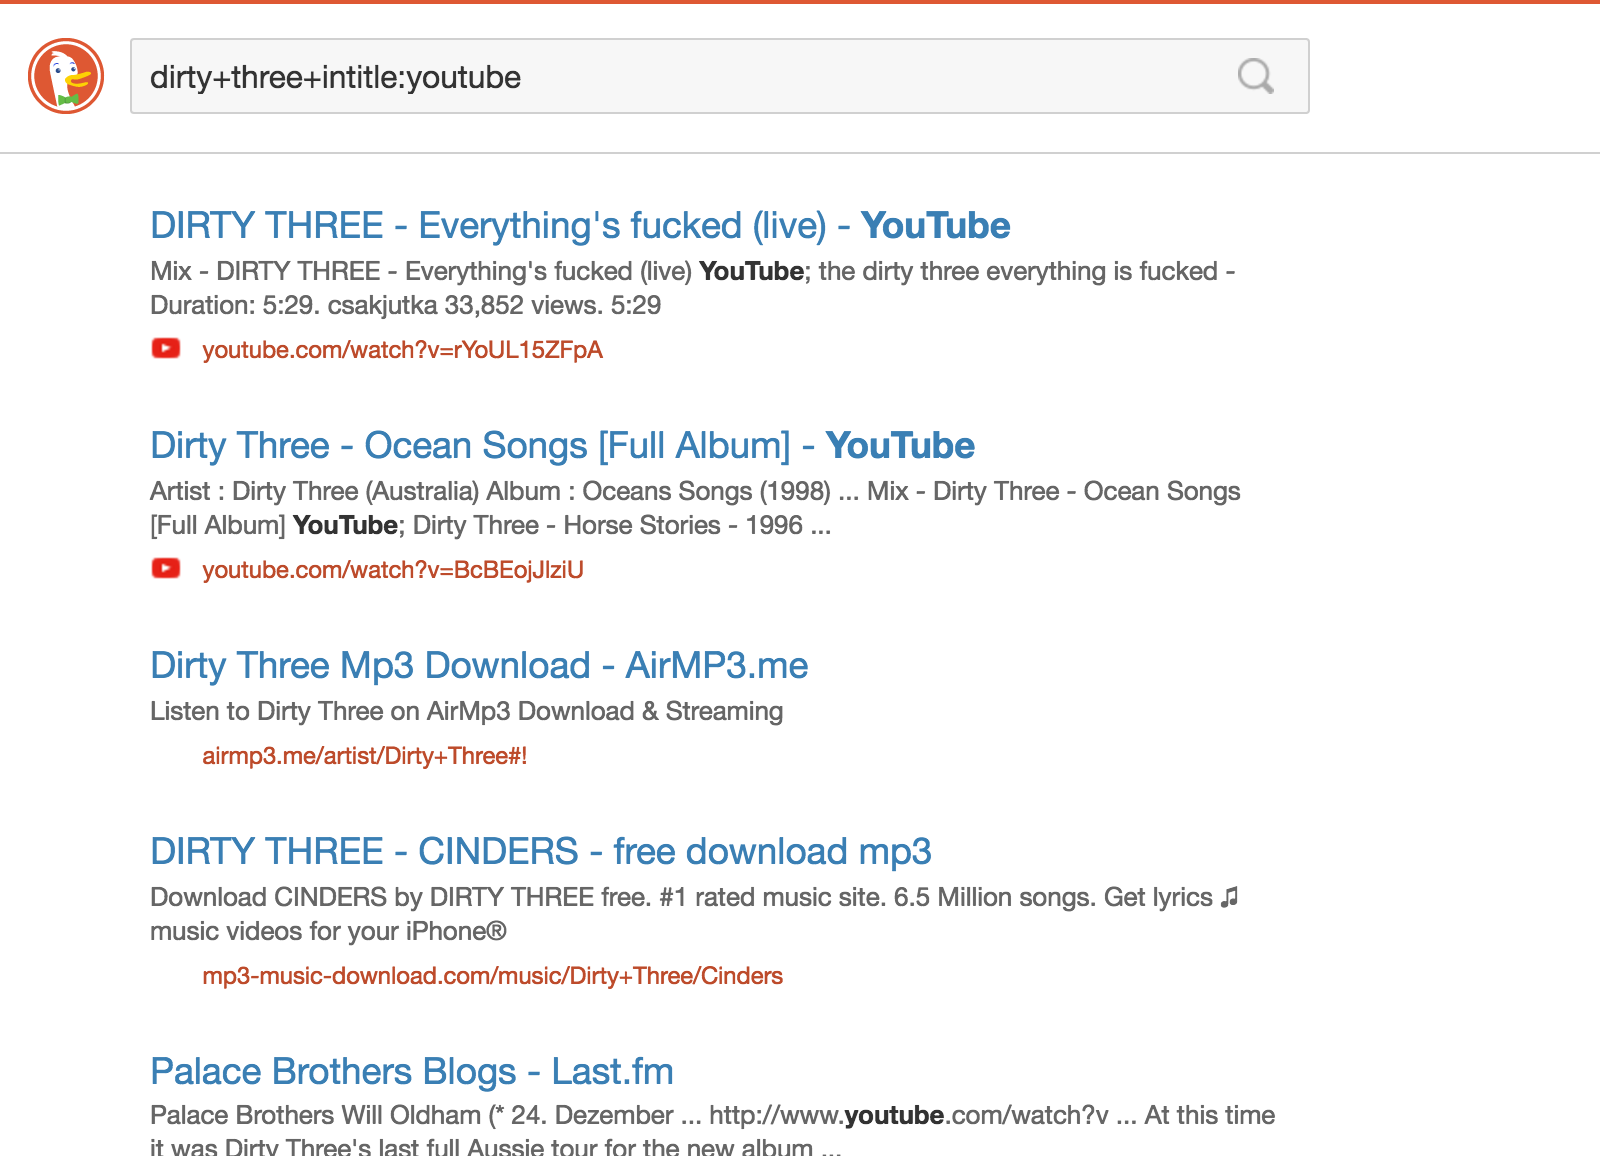 dirty+three+intitle:youtube
DIRTY THREE - Everything's fucked (live) - YouTube
Mix - DIRTY THREE - Everything's fucked (live) YouTube; the dirty three everything is fucked -
Duration: 5:29. csakjutka 33,852 views. 5:29
youtube.com/watch?v=rYoUL15ZFpA
Dirty Three - Ocean Songs [Full Album] - YouTube
Artist : Dirty Three (Australia) Album : Oceans Songs (1998) ... Mix - Dirty Three - Ocean Songs
[Full Album] YouTube; Dirty Three - Horse Stories - 1996 ...
youtube.com/watch?v=BcBEojJlziU
Dirty Three Mp3 Download - AirMP3.me
Listen to Dirty Three on AirMp3 Download & Streaming
airmp3.me/artist/Dirty+Three#!
DIRTY THREE - CINDERS - free download mp3
Download CINDERS by DIRTY THREE free. #1 rated music site. 6.5 Million songs. Get lyrics ♫
music videos for your iPhone®
mp3-music-download.com/music/Dirty+Three/Cinders
Palace Brothers Blogs - Last.fm
Palace Brothers Will Oldham (* 24. Dezember ... http://www.youtube.com/watch?v ... At this time
it was Dirty Three's last full Aussie tour for the new album ...